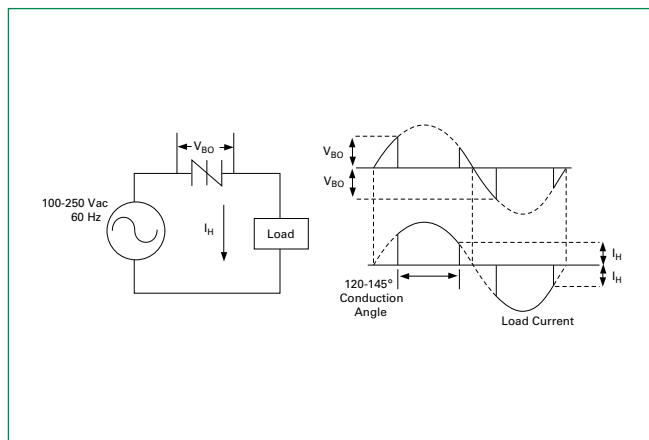 VBO
100-250 Vac
60 Hz
IH
Load
VBO
VBO
120-145°
Conduction
Angle
IH
IH
Load Current